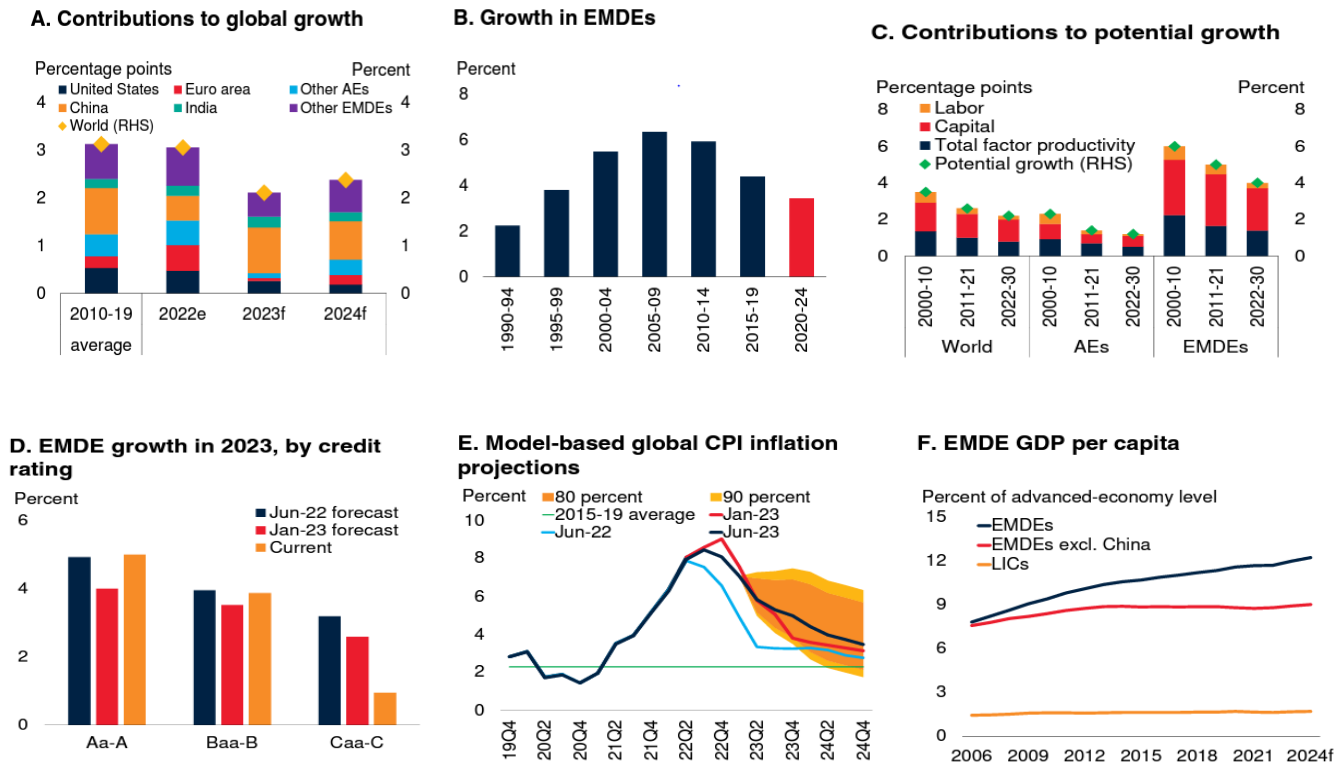 A. Contributions to global growth
Percentage points Percent
United States Euro area Other AEs
China India Other EMDEs
World (RHS)
4 4
3 3
2 2
1 1
0 0
2010-19 2022e 2023f 2024f
average
B. Growth in EMDEs
Percent
8
6
4
2
0
1990-94 1995-99 2000-04 2005-09 2010-14 2015-19 2020-24
C. Contributions to potential growth
Percentage points Percent
8 8
Labor
Capital
6 6
Total factor productivity
Potential growth (RHS)
4 4
2 2
0 0
2000-10 2011-21 2022-30 2000-10 2011-21 2022-30 2000-10 2011-21 2022-30
World AEs EMDEs
D. EMDE growth in 2023, by credit
rating
Percent
6
Jun-22 forecast
Jan-23 forecast
Current
4
2
0
Aa-A Baa-B Caa-C
E. Model-based global CPI inflation
projections
Percent
80 percent 90 percent
2015-19 average Jan-23
Jun-22 Jun-23
10
8
6
4
2
0
19Q4 20Q2 20Q4 21Q2 21Q4 22Q2 22Q4 23Q2 23Q4 24Q2 24Q4
F. EMDE GDP per capita
Percent of advanced-economy level
15
EMDEs
EMDEs excl. China
LICs
12
9
6
3
0
2006 2009 2012 2015 2018 2021 2024f